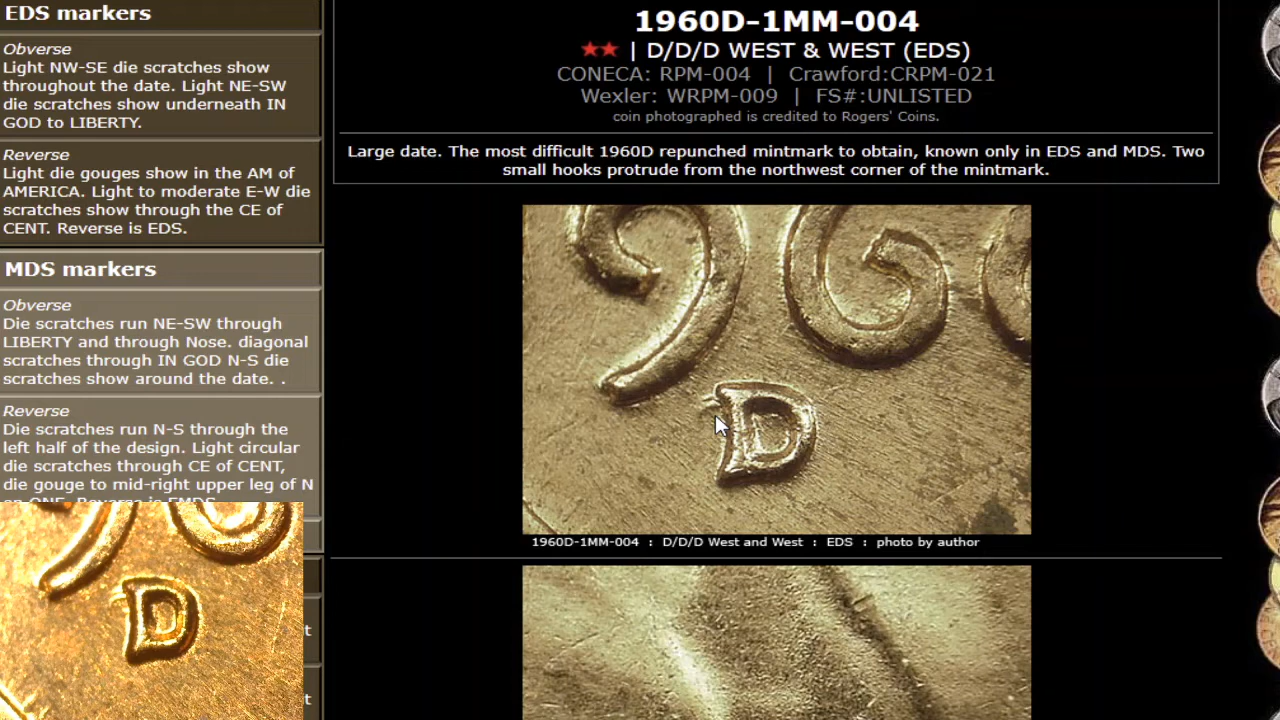 EDS markers
Obverse
Light NW-SE die scratches show
throughout the date. Light NE-SW
die scratches show underneath IN
GOD to LIBERTY.
Reverse
Light die gouges show in the AM of
AMERICA. Light to moderate E-W die
scratches show through the CE of
CENT. Reverse is EDS.
MDS markers
Obverse
Die scratches run NE-SW through
LIBERTY and through Nose. diagonal
scratches through IN GOD N-S die
scratches show around the date. .
Reverse
Die scratches run N-S through the
left half of the design. Light circular
die scratches through CE of CENT,
die gouge to mid-right upper leg of N
on ONE. Reverse is EMDS.
D
t
t
1960D-1MM-004
★★ | D/D/D WEST & WEST (EDS)
CONECA: RPM-004 | Crawford:CRPM-021
Wexler: WRPM-009 | FS#:UNLISTED
coin photographed is credited to Rogers' Coins.
Large date. The most difficult 1960D repunched mintmark to obtain, known only in EDS and MDS. Two
small hooks protrude from the northwest corner of the mintmark.
96
D
1960D-1MM-004 : D/D/D West and West : EDS : photo by author